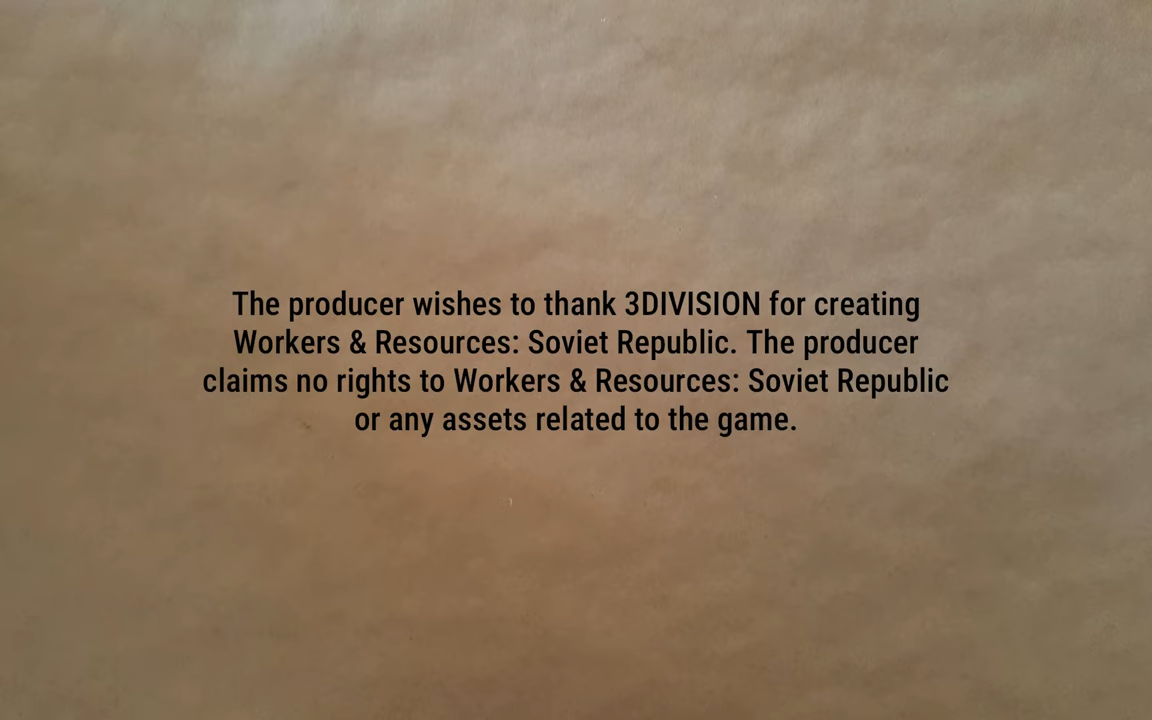 The producer wishes to thank 3DIVISION for creating
Workers & Resources: Soviet Republic. The producer
claims no rights to Workers & Resources: Soviet Republic
or any assets related to the game.